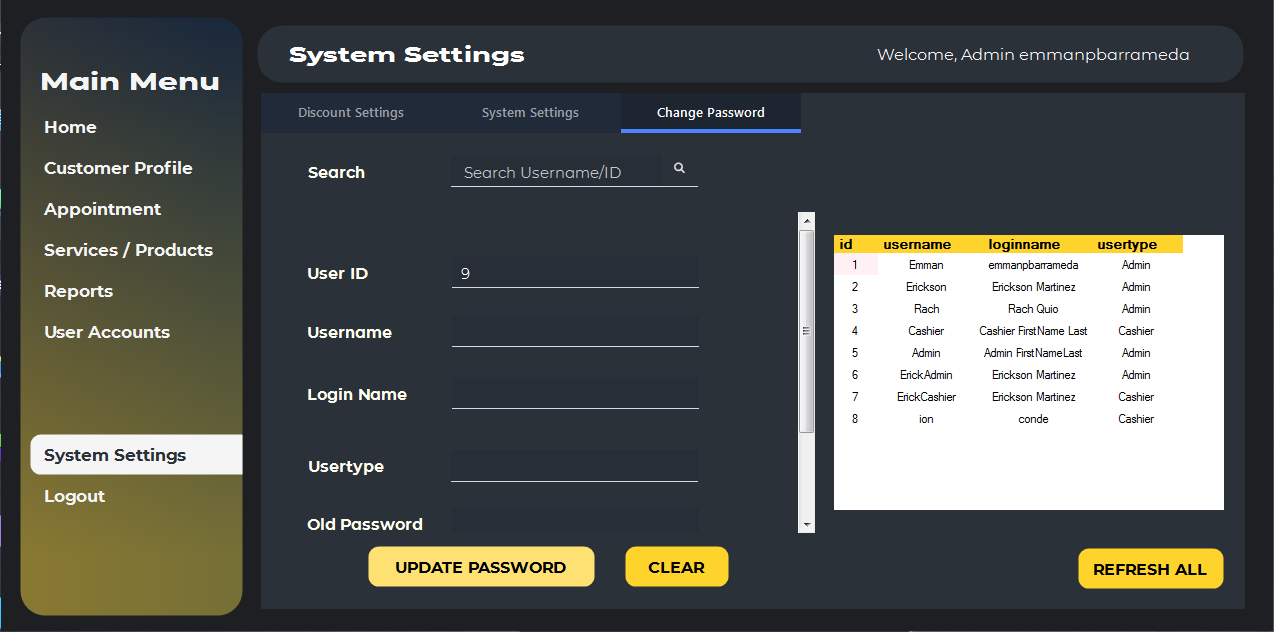 Main Menu
Home
Customer Profile
Appointment
Services / Products
Reports
User Accounts
System Settings
Logout
System Settings
Welcome, Admin emmanpbarrameda
Discount Settings System Settings Change Password
Search Search Username/ID
User ID 9
Username
Login Name
Usertype
Old Password
UPDATE PASSWORD CLEAR
id username loginname usertype
1 Emman emmanpbarrameda Admin
2 Erickson Erickson Martinez Admin
3 Rach Rach Quio Admin
4 Cashier Cashier FirstName Last Cashier
5 Admin Admin FirstNameLast Admin
6 ErickAdmin Erickson Martinez Admin
7 ErickCashier Erickson Martinez Cashier
8 ion conde Cashier
REFRESH ALL